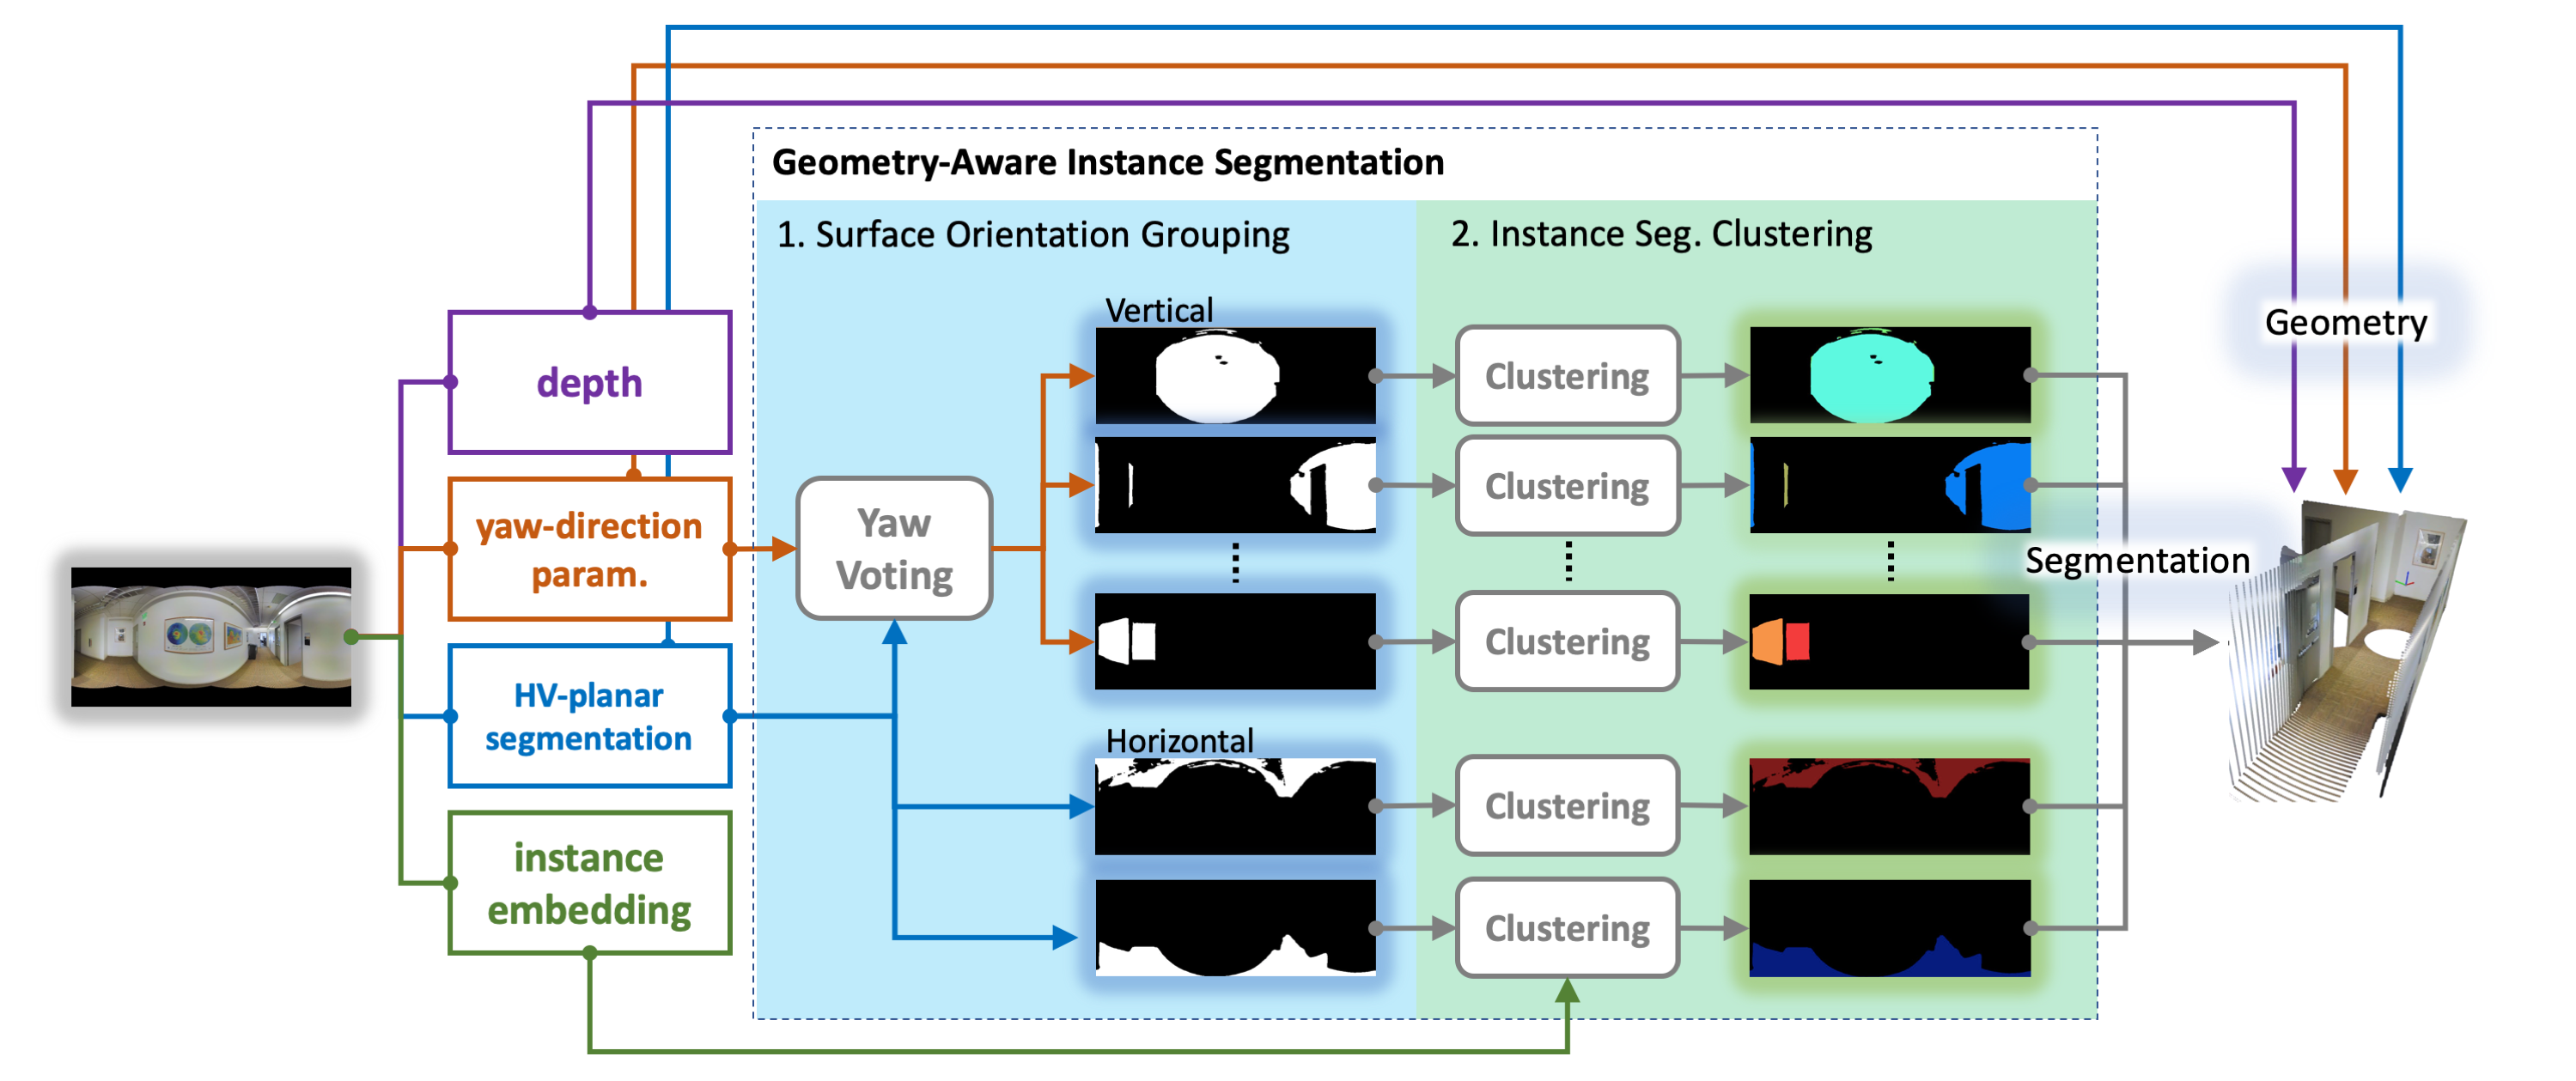 Geometry-Aware Instance Segmentation
1. Surface Orientation Grouping
2. Instance Seg. Clustering
depth
yaw-direction
param.
HV-planar
segmentation
instance
embedding
Yaw
Voting
Vertical
Horizontal
Clustering
Clustering
Clustering
Clustering
Clustering
Geometry
Segmentation